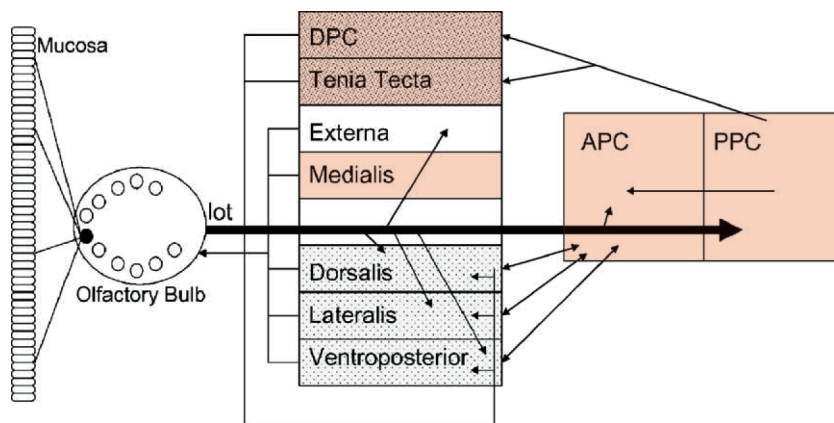 Mucosa
DPC
Tenia Tecta
Externa
APC
PPC
Medialis
lot
Dorsalis
Olfactory Bulb
Lateralis
Ventroposterior